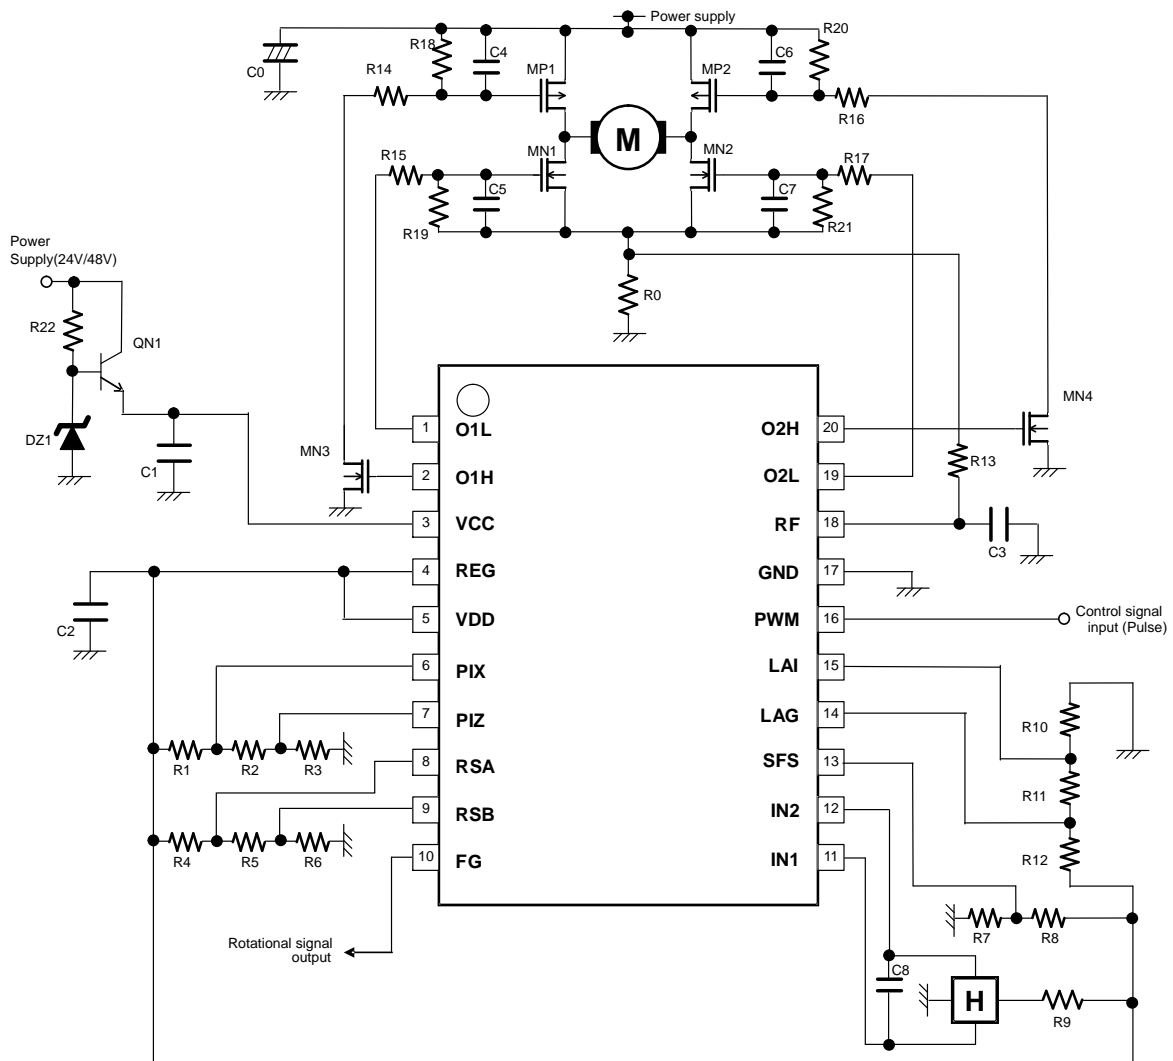 Power supply
R20
R18
C4
C6
C0
MP1
MP2
R14
R16
M
MN1
MN2
R15
R17
C5
C7
R19
R21
Power
Supply(24V/48V)
R0
R22
QN1
MN4
DZ1
C1
MN3
R13
C3
1 O1L
O2H 20
2 O1H
O2L 19
3 VCC
RF 18
4 REG
GND 17
5 VDD
PWM 16
Control signal
input (Pulse)
C2
6 PIX
LAI 15
7 PIZ
LAG 14
R10
R1 R2 R3
8 RSA
SFS 13
R11
9 RSB
IN2 12
R4 R5 R6
10 FG
IN1 11
R12
R7 R8
Rotational signal
output
C8
H
R9